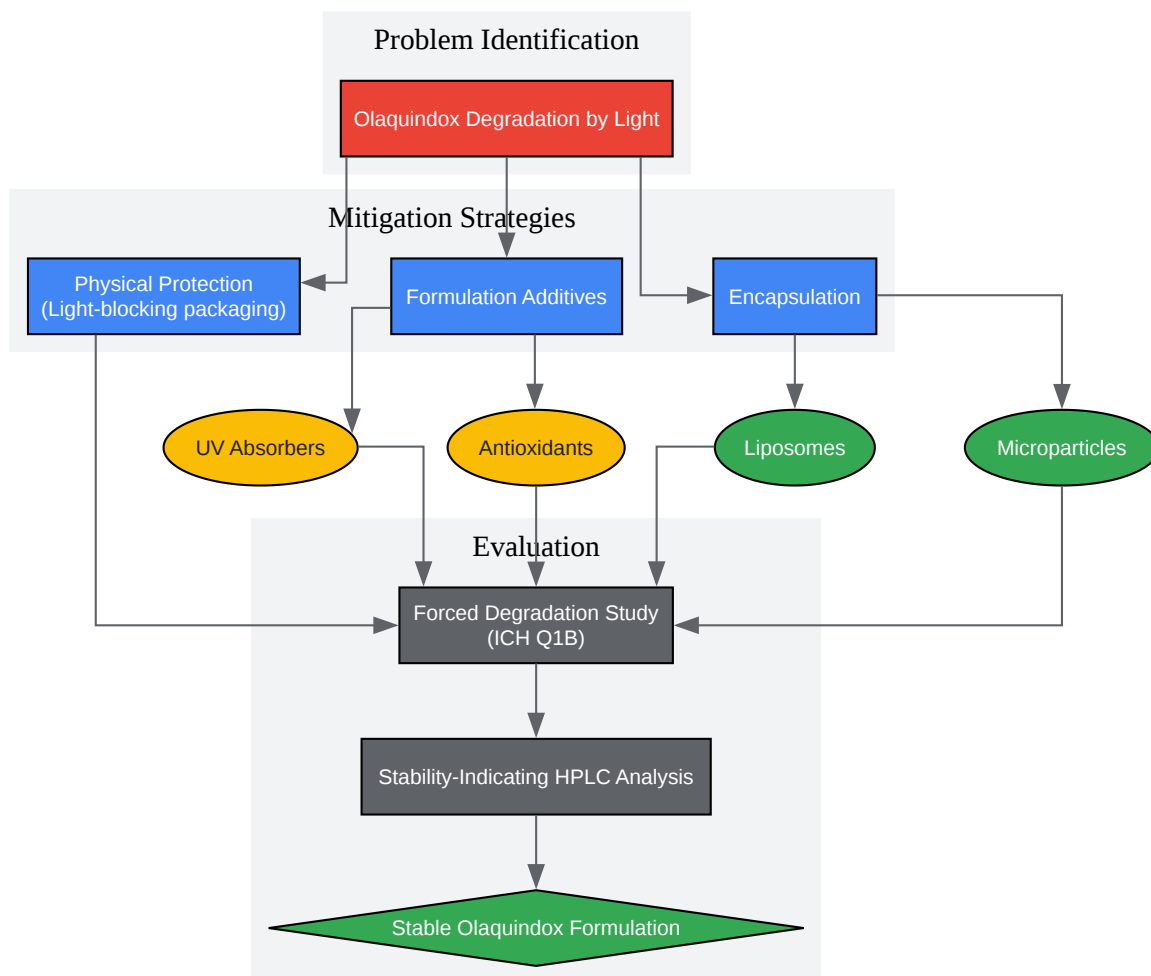 Problem Identification
Olaquindox Degradation by Light
Mitigation Strategies
Physical Protection
(Light-blocking packaging)
Formulation Additives
Encapsulation
UV Absorbers
Antioxidants
Liposomes
Microparticles
Evaluation
Forced Degradation Study
(ICH Q1B)
Stability-Indicating HPLC Analysis
Stable Olaquindox Formulation